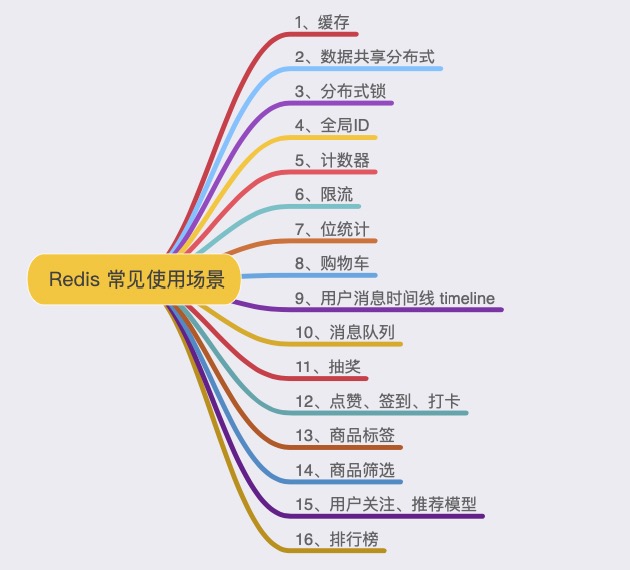 1、缓存
2、数据共享分布式
3、分布式锁
4、全局ID
5、计数器
6、限流
7、位统计
Redis 常见使用场景
8、购物车
9、用户消息时间线 timeline
10、消息队列
11、抽奖
12、点赞、签到、打卡
13、商品标签
14、商品筛选
15、用户关注、推荐模型
16、排行榜